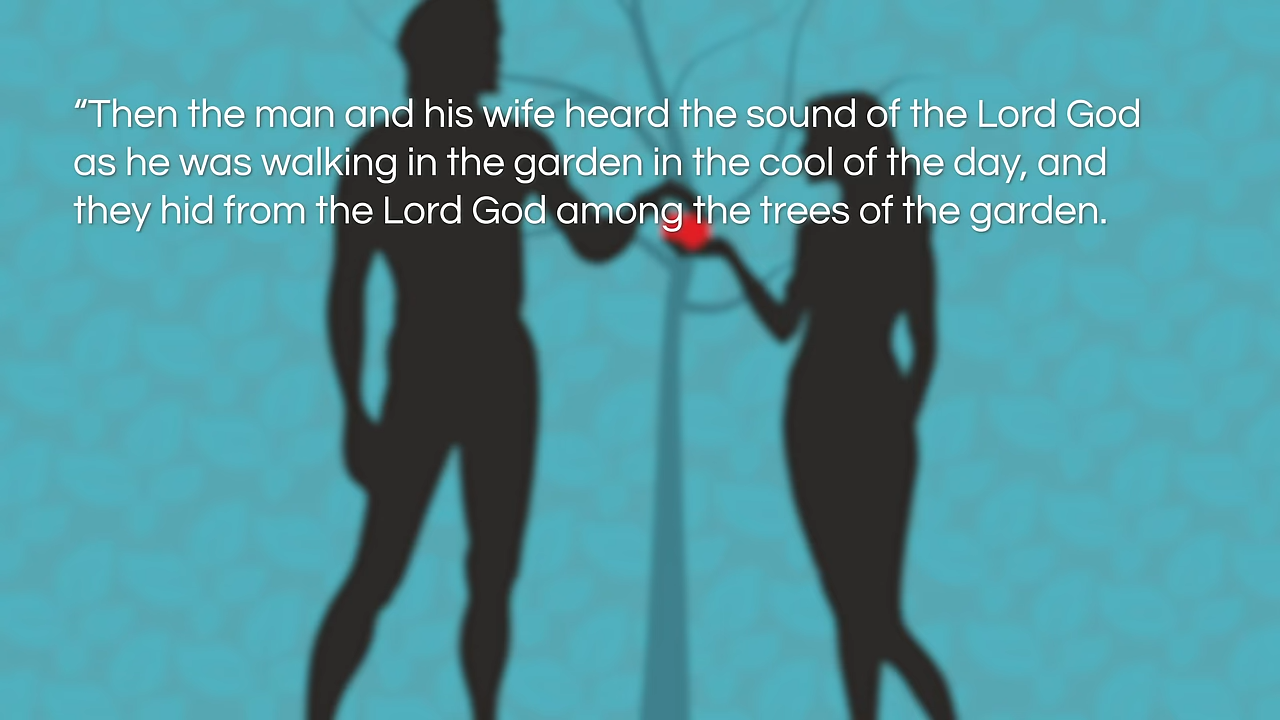 “Then the man and his wife heard the sound of the Lord God
as he was walking in the garden in the cool of the day, and
they hid from the Lord God among the trees of the garden.